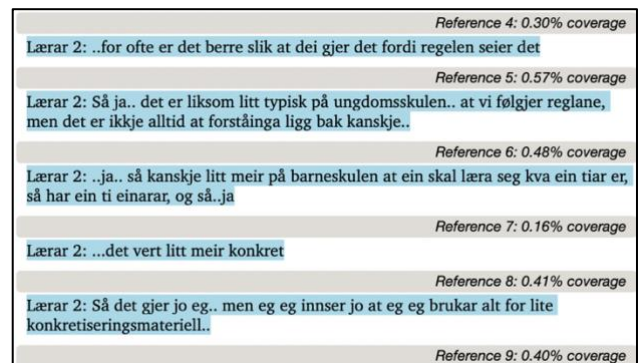 Reference 4: 0.30% coverage
Lærar 2: ..for ofte er det berre slik at dei gjer det fordi regelen seier det
Reference 5: 0.57% coverage
Lærar 2: Så ja.. det er liksom litt typisk på ungdomsskulen.. at vi følgjer reglane,
men det er ikkje alltid at forståinga ligg bak kanskje..
Reference 6: 0.48% coverage
Lærar 2: ..ja.. så kanskje litt meir på barneskulen at ein skal læra seg kva ein tiar er,
så har ein ti einarar, og så..ja
Reference 7: 0.16% coverage
Lærar 2: ...det vert litt meir konkret
Reference 8: 0.41% coverage
Lærar 2: Så det gjer jo eg.. men eg eg innser jo at eg eg brukar alt for lite
konkretiseringsmateriell..
Reference 9: 0.40% coverage